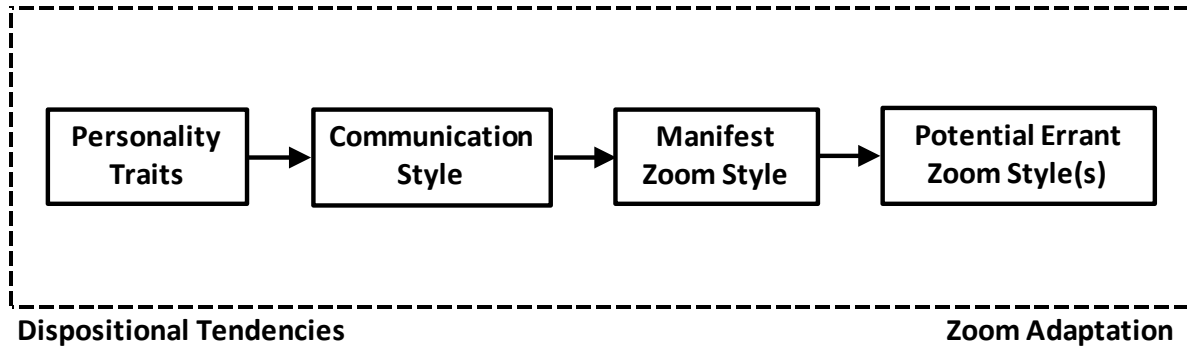 Personality
Traits
Communication
Style
Manifest
Zoom Style
Potential Errant
Zoom Style(s)
Dispositional Tendencies
Zoom Adaptation